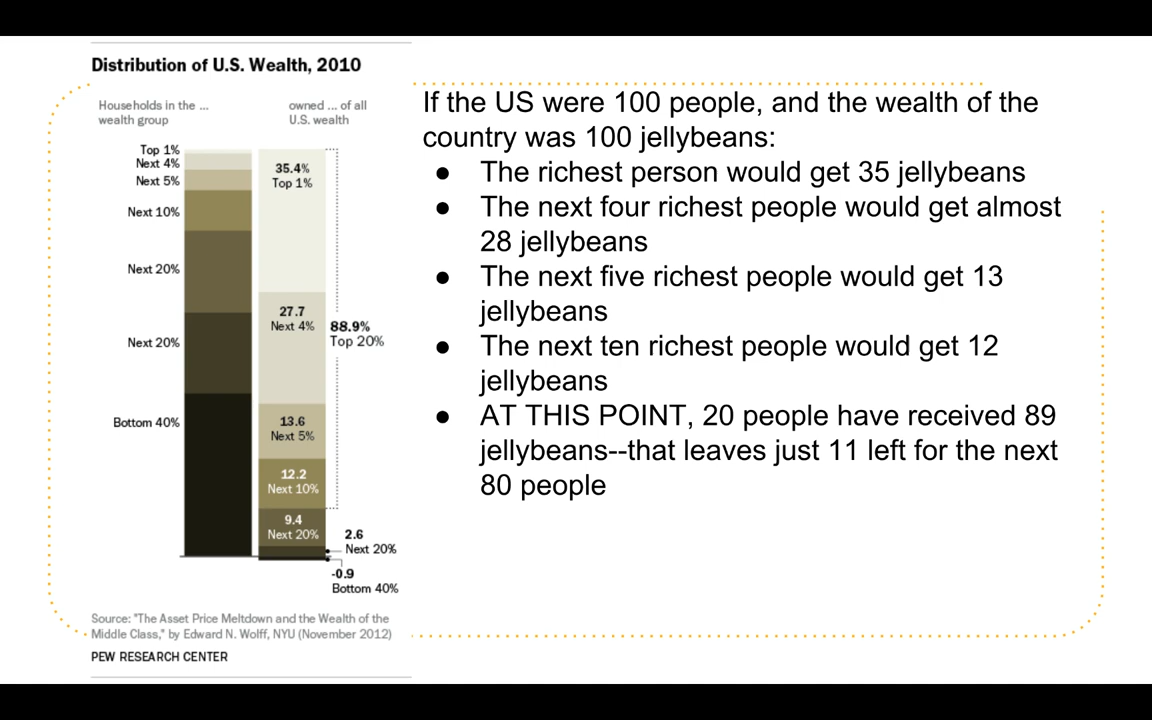 Distribution of U.S. Wealth, 2010
Households in the ...
wealth group
owned ... of all
U.S. wealth
Top 1%
Next 4%
Next 5%
Next 10%
Next 20%
Next 20%
Bottom 40%
35.4%
Top 1%
27.7
Next 4%
88.9%
Top 20%
13.6
Next 5%
12.2
Next 10%
9.4
Next 20%
2.6
Next 20%
-0.9
Bottom 40%
Source: "The Asset Price Meltdown and the Wealth of the
Middle Class," by Edward N. Wolff, NYU (November 2012)
PEW RESEARCH CENTER
If the US were 100 people, and the wealth of the
country was 100 jellybeans:
● The richest person would get 35 jellybeans
● The next four richest people would get almost
28 jellybeans
● The next five richest people would get 13
jellybeans
● The next ten richest people would get 12
jellybeans
● AT THIS POINT, 20 people have received 89
jellybeans--that leaves just 11 left for the next
80 people